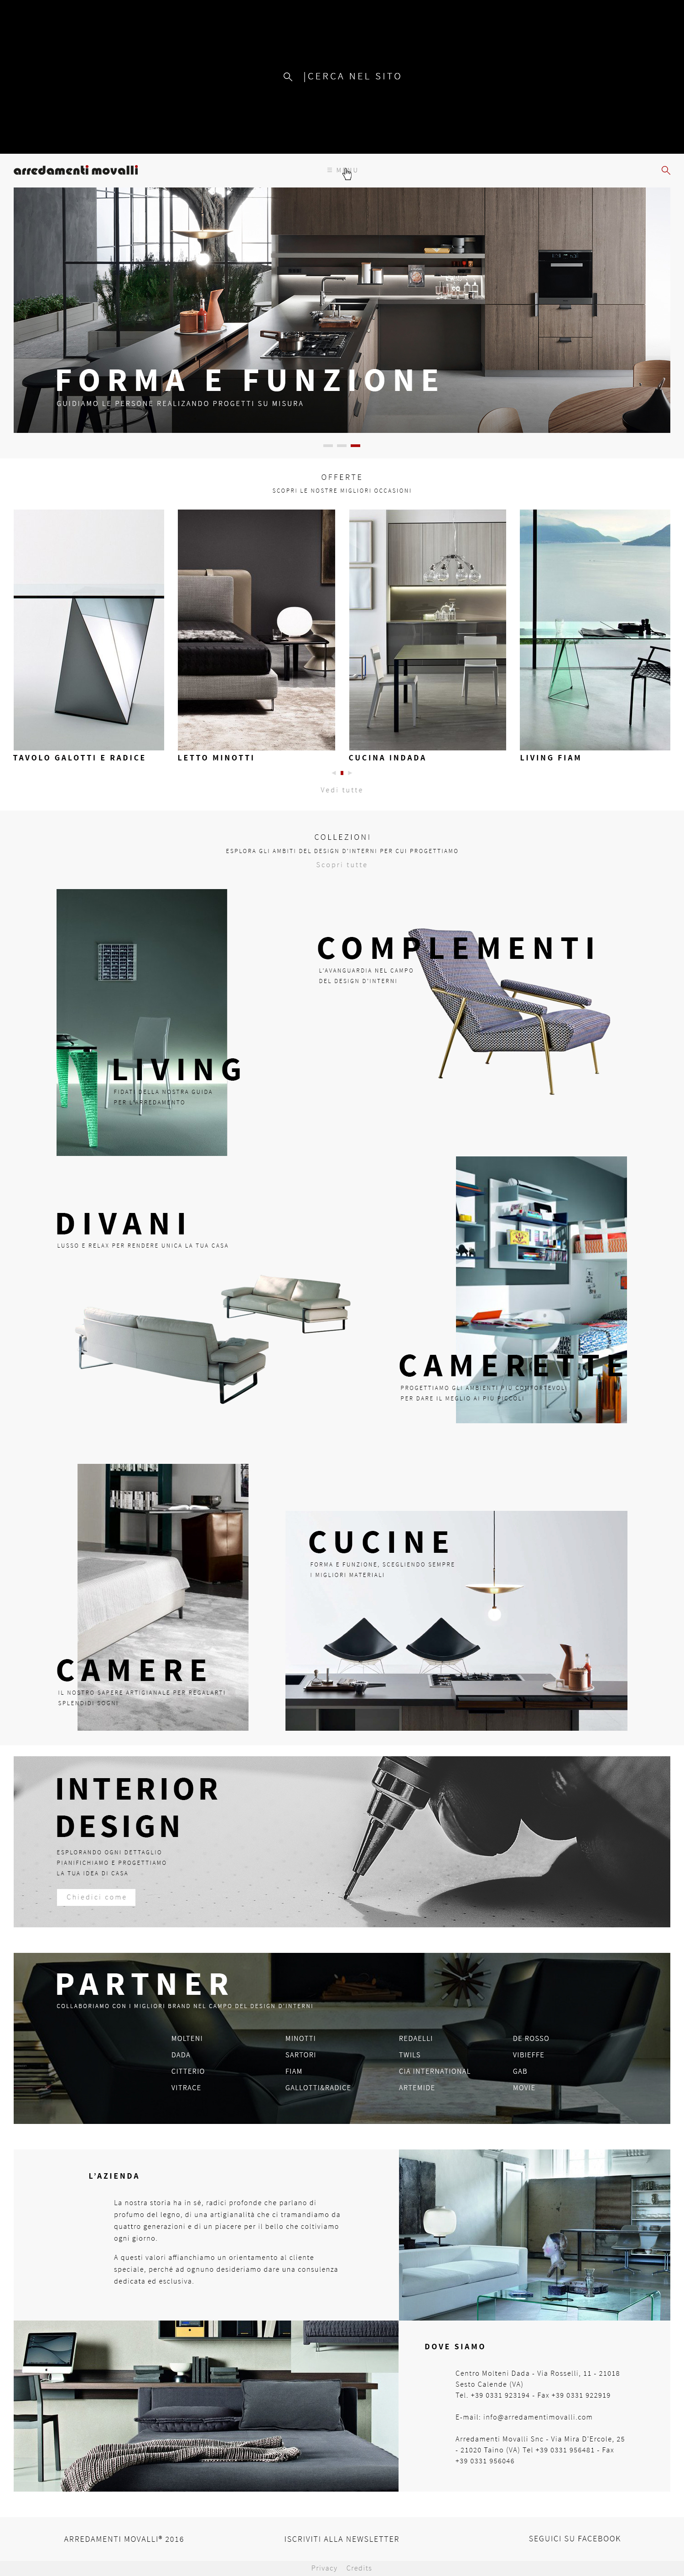 CERCA NEL SITO
arredamenti movalli
MENU
FORMA E FUNZIONE
GUIDIAMO LE PERSONE REALIZANDO PROGETTI SU MISURA
OFFERTE
SCOPRI LE NOSTRE MIGLIORI OCCASIONI
TAVOLO GALOTTI E RADICE
LETTO MINOTTI
CUCINA INDADA
LIVING FIAM
Vedi tutte
COLLEZIONI
ESPLORA GLI AMBITI DEL DESIGN D'INTERNI PER CUI PROGETTIAMO
Scopri tutte
COMPLEMENTI
L'AVANGUARDIA NEL CAMPO
DEL DESIGN D'INTERNI
LIVING
FIDATI DELLA NOSTRA GUIDA
PER L'ARREDAMENTO
DIVANI
LUSSO E RELAX PER RENDERE UNICA LA TUA CASA
CAMERETTE
PROGETTIAMO GLI AMBIENTI PIÙ CONFORTEVOLI
PER DARE IL MEGLIO AI PIÙ PICCOLI
CUCINE
FORMA E FUNZIONE, SCEGLIENDO SEMPRE
I MIGLIORI MATERIALI
CAMERE
IL NOSTRO SAPERE ARTIGIANALE PER REGALARTI
SPLENDIDI SOGNI
INTERIOR
DESIGN
ESPLORANDO OGNI DETTAGLIO
PIANIFICHIAMO E PROGETTIAMO
LA TUA IDEA DI CASA
Chiedici come
PARTNER
COLLABORIAMO CON I MIGLIORI BRAND NEL CAMPO DEL DESIGN D'INTERNI
MOLTENI
DADA
CITTERIO
VITRACE
MINOTTI
SARTORI
FIAM
GALLOTTI&RADICE
REDAELLI
TWILS
CIA INTERNATIONAL
ARTEMIDE
DE ROSSO
VIBIEFFE
GAB
MOVIE
L'AZIENDA
La nostra storia ha in sé, radici profonde che parlano di
profumo del legno, di una artigianalità che ci tramandiamo da
quattro generazioni e di un piacere per il bello che coltiviamo
ogni giorno.
A questi valori affianchiamo un orientamento al cliente
speciale, perché ad ognuno desideriamo dare una consulenza
dedicata ed esclusiva.
DOVE SIAMO
Centro Molteni Dada - Via Rosselli, 11 - 21018
Sesto Calende (VA)
Tel. +39 0331 923194 - Fax +39 0331 922919
E-mail: info@arredamentimovalli.com
Arredamenti Movalli Snc - Via Mira D'Ercole, 25
- 21020 Taino (VA) Tel +39 0331 956481 - Fax
+39 0331 956046
ARREDAMENTI MOVALLI® 2016
ISCRIVITI ALLA NEWSLETTER
SEGUICI SU FACEBOOK
Privacy Credits